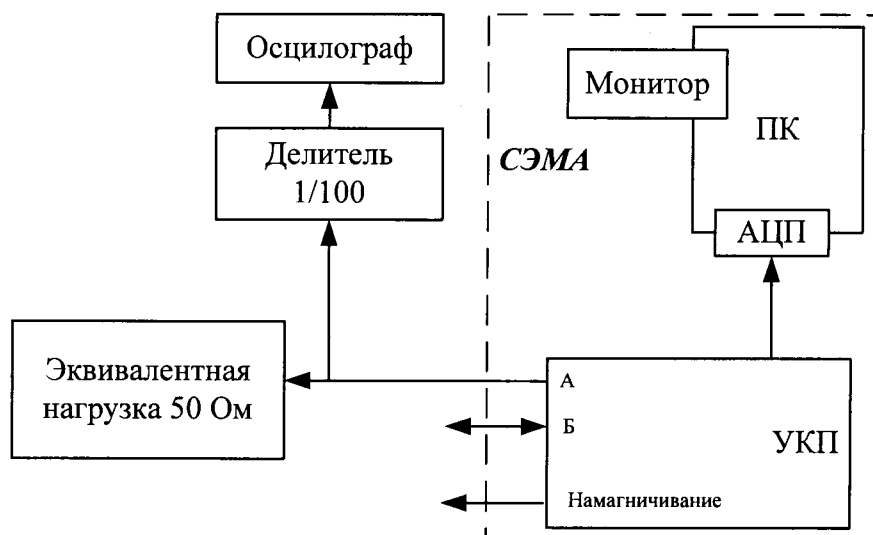 Осцилограф
Делитель
1/100
Эквивалентная
нагрузка 50 Ом
СЭМА
Монитор
ПК
АЦП
А
Б
УКП
Намагничивание